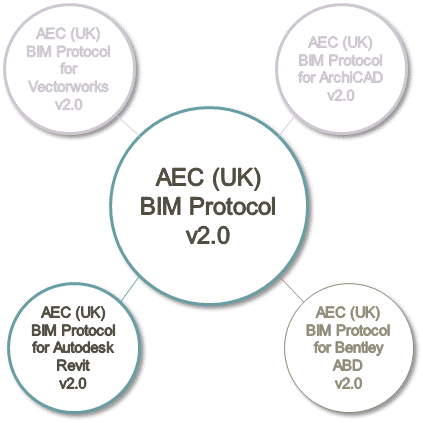 AEC (UK)
BIM Protocol
for
Vectorworks
v2.0
AEC (UK)
BIM Protocol
for ArchiCAD
v2.0
AEC (UK)
BIM Protocol
v2.0
AEC (UK)
BIM Protocol
for Autodesk
Revit
v2.0
AEC (UK)
BIM Protocol
for Bentley
ABD
v2.0